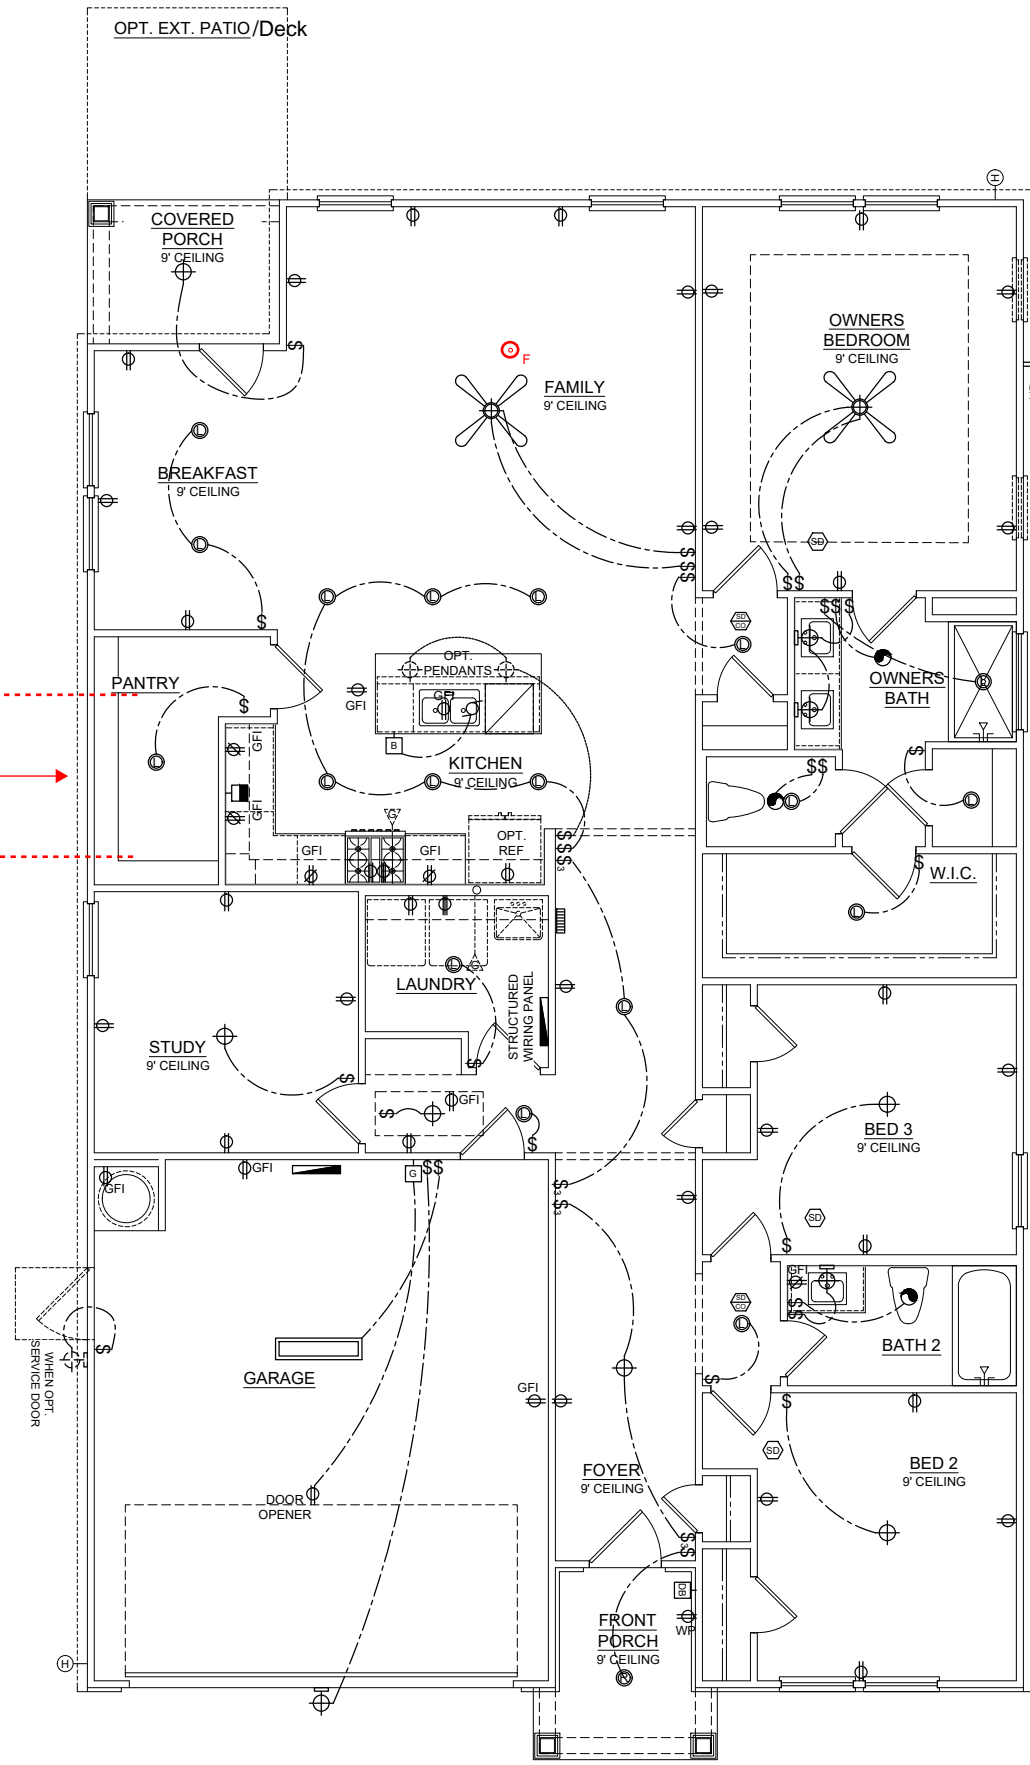 OPT. EXT. PATIO /Deck
H
COVERED
PORCH
9' CEILING
OWNERS
BEDROOM
9' CEILING
F
FAMILY
9' CEILING
BREAKFAST
9' CEILING
SD
$$
$
$$ $
SD
CO
OPT.
PENDANTS
PANTRY
GFI
GFI
OWNERS
BATH
$
B
GFI
KITCHEN
9' CEILING
$$
GFI
G
OPT.
REF
GFI
GFI
$
W.I.C.
LAUNDRY
G
STRUCTURED
WIRING PANEL
STUDY
9' CEILING
GFI
BED 3
9' CEILING
$
GFI
G
$$
GFI
$3
$3
SD
$
GFI
SD
CO
WHEN OPT.
SERVICE DOOR
BATH 2
GARAGE
GFI
$
SD
BED 2
9' CEILING
FOYER
9' CEILING
DOOR
OPENER
DB
FRONT
PORCH
9' CEILING
WP
H